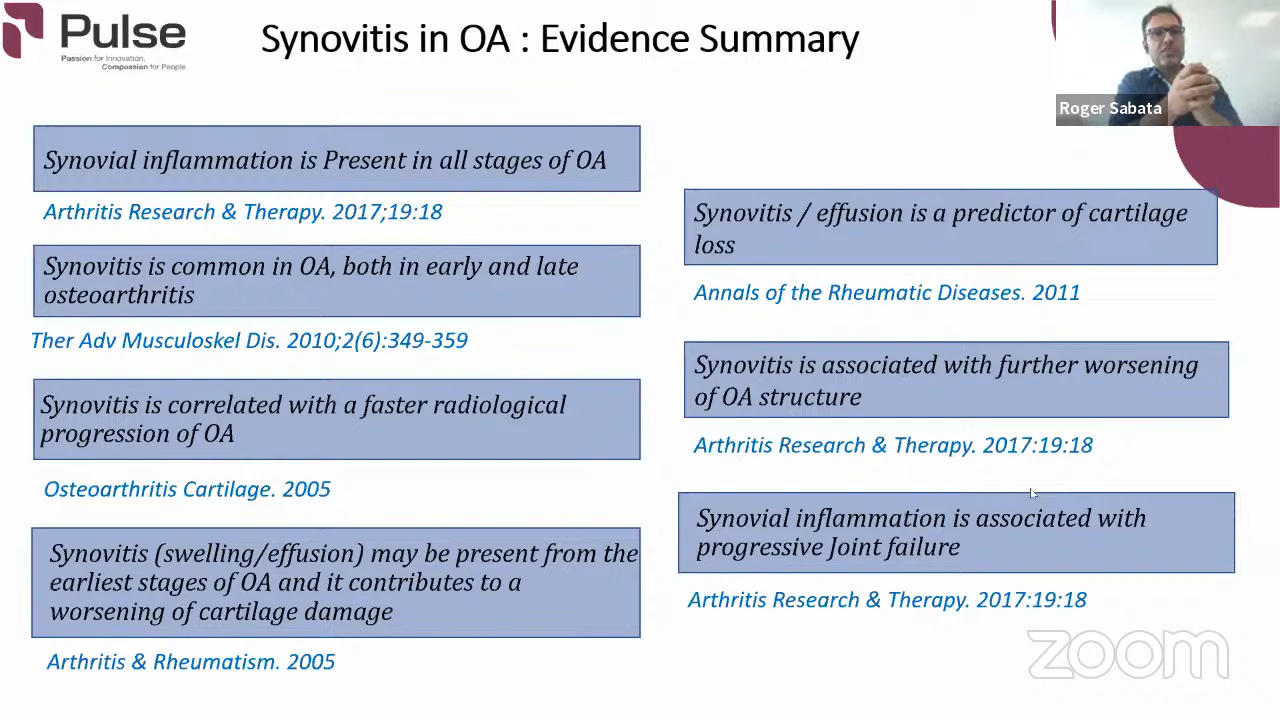 Pulse
Passion for Innovation.
Compassion for People
Synovitis in OA : Evidence Summary
Roger Sabata
Synovial inflammation is Present in all stages of OA
Arthritis Research & Therapy. 2017;19:18
Synovitis is common in OA, both in early and late
osteoarthritis
Ther Adv Musculoskel Dis. 2010;2(6):349-359
Synovitis is correlated with a faster radiological
progression of OA
Osteoarthritis Cartilage. 2005
Synovitis (swelling/effusion) may be present from the
earliest stages of OA and it contributes to a
worsening of cartilage damage
Arthritis & Rheumatism. 2005
Synovitis / effusion is a predictor of cartilage
loss
Annals of the Rheumatic Diseases. 2011
Synovitis is associated with further worsening
of OA structure
Arthritis Research & Therapy. 2017:19:18
Synovial inflammation is associated with
progressive Joint failure
Arthritis Research & Therapy. 2017:19:18
zoom